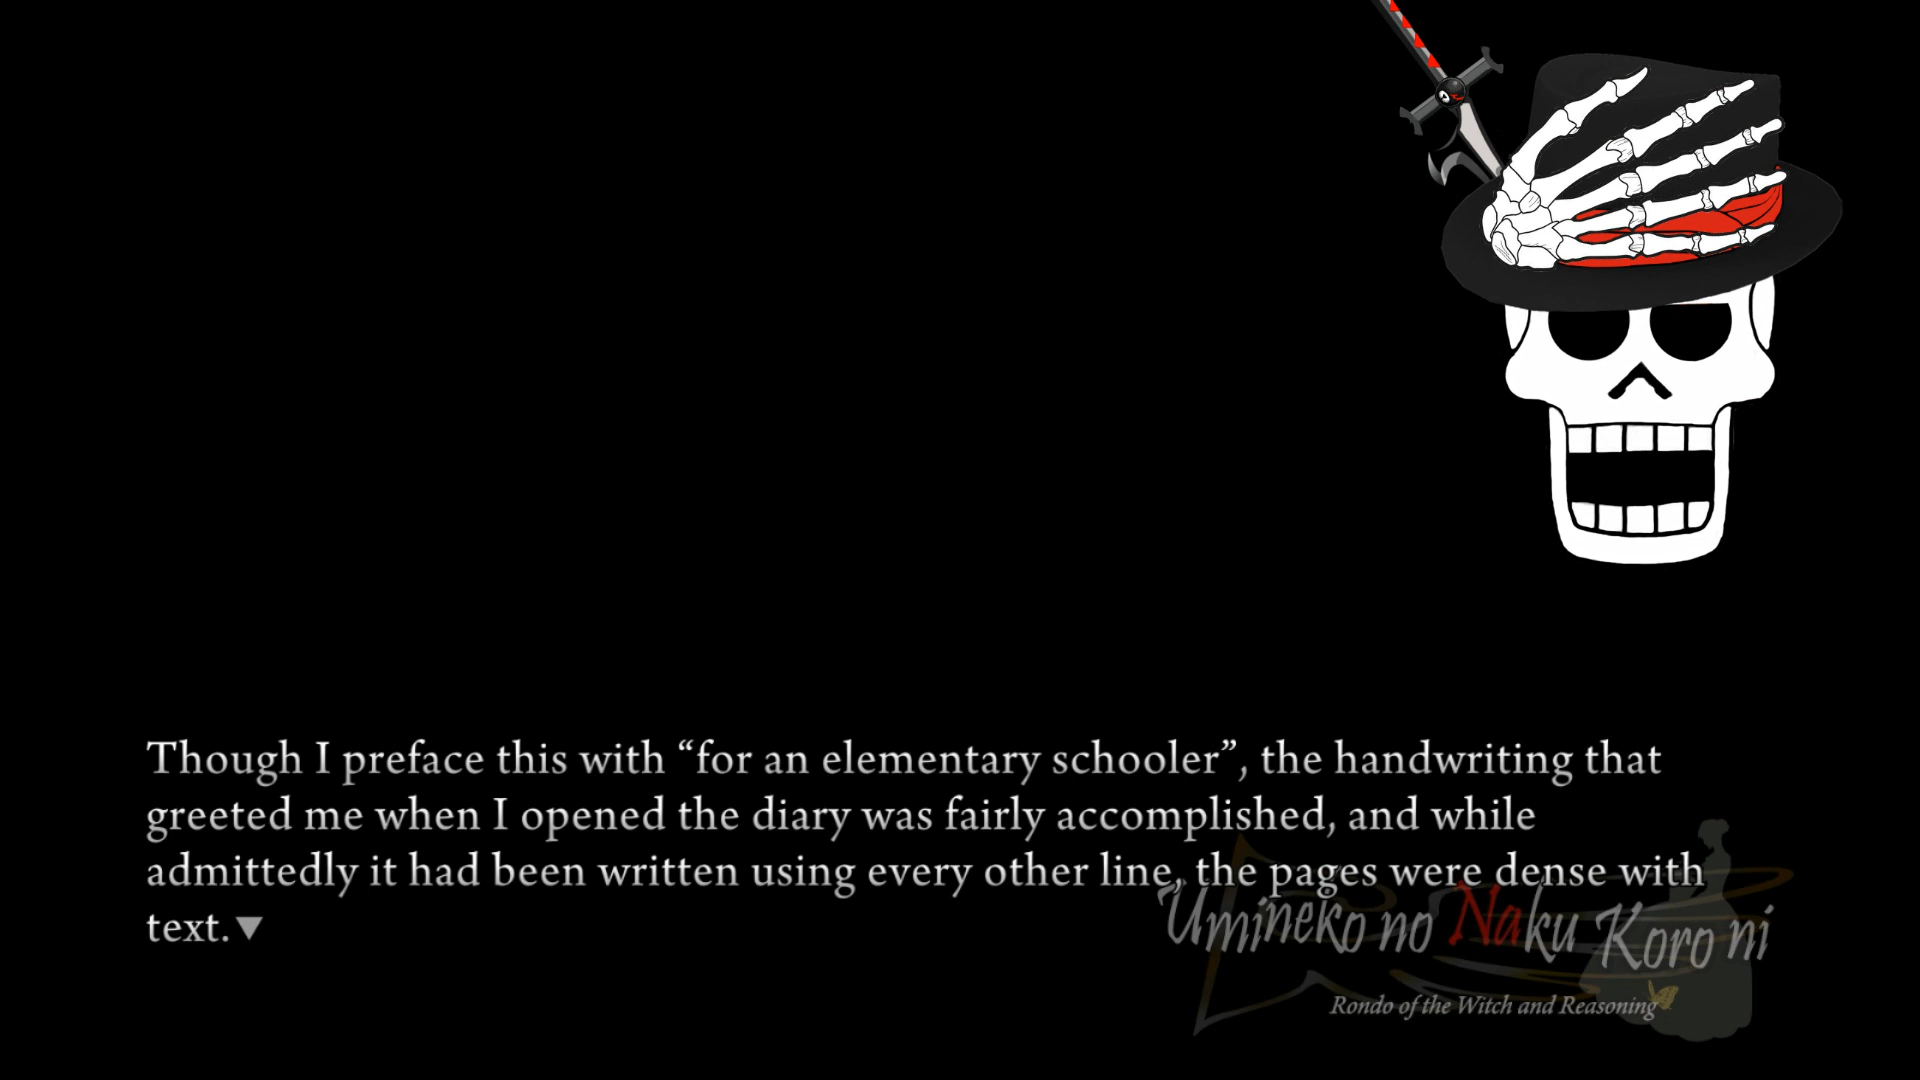 Though I preface this with “for an elementary schooler”, the handwriting that
greeted me when I opened the diary was fairly accomplished, and while
admittedly it had been written using every other line, the pages were dense with
text.
Umineko no Naku Koro ni
Rondo of the Witch and Reasoning